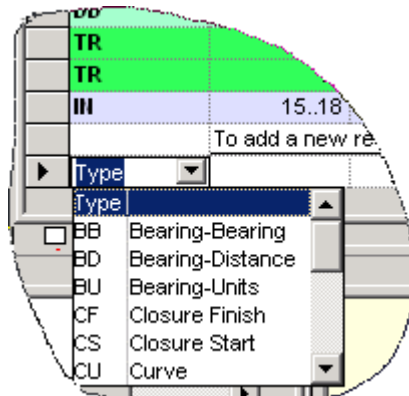 TR
TR
IN 15..18
To add a new re
Type
Type
BB Bearing-Bearing
BD Bearing-Distance
BU Bearing-Units
CF Closure Finish
CS Closure Start
CU Curve